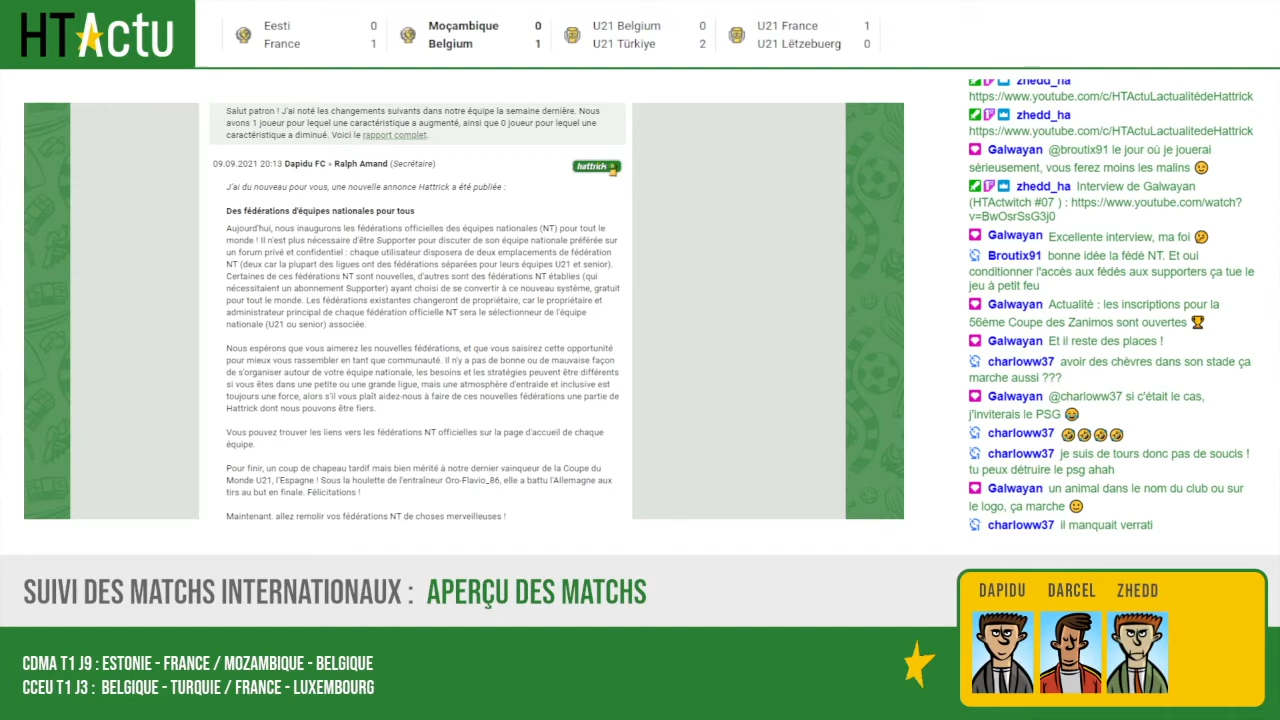 HTActu
Eesti 0
France 1
Moçambique 0
Belgium 1
U21 Belgium 0
U21 Türkiye 2
U21 France 1
U21 Lëtzebuerg 0
Salut patron ! J'ai noté les changements suivants dans notre équipe la semaine dernière. Nous
avons 1 joueur pour lequel une caractéristique a augmenté, ainsi que 0 joueur pour lequel une
caractéristique a diminué. Voici le rapport complet.
09.09.2021 20:13 Dapidu FC » Ralph Amand (Secrétaire)
hattrick
J'ai du nouveau pour vous, une nouvelle annonce Hattrick a été publiée :
Des fédérations d'équipes nationales pour tous
Aujourd'hui, nous inaugurons les fédérations officielles des équipes nationales (NT) pour tout le
monde ! Il n'est plus nécessaire d'être Supporter pour discuter de son équipe nationale préférée sur
un forum privé et confidentiel : chaque utilisateur disposera de deux emplacements de fédération
NT (deux car la plupart des ligues ont des fédérations séparées pour leurs équipes U21 et senior).
Certaines de ces fédérations NT sont nouvelles, d'autres sont des fédérations NT établies (qui
nécessitaient un abonnement Supporter) ayant choisi de se convertir à ce nouveau système, gratuit
pour tout le monde. Les fédérations existantes changeront de propriétaire, car le propriétaire et
administrateur principal de chaque fédération officielle NT sera le sélectionneur de l'équipe
nationale (U21 ou senior) associée.
Nous espérons que vous aimerez les nouvelles fédérations, et que vous saisirez cette opportunité
pour mieux vous rassembler en tant que communauté. Il n'y a pas de bonne ou de mauvaise façon
de s'organiser autour de votre équipe nationale, les besoins et les stratégies peuvent être différents
si vous êtes dans une petite ou une grande ligue, mais une atmosphère d'entraide et inclusive est
toujours une force, alors s'il vous plaît aidez-nous à faire de ces nouvelles fédérations une partie de
Hattrick dont nous pouvons être fiers.
Vous pouvez trouver les liens vers les fédérations NT officielles sur la page d'accueil de chaque
équipe.
Pour finir, un coup de chapeau tardif mais bien mérité à notre dernier vainqueur de la Coupe du
Monde U21, l'Espagne ! Sous la houlette de l'entraîneur Oro-Flavio_86, elle a battu l'Allemagne aux
tirs au but en finale. Félicitations !
Maintenant, allez remplir vos fédérations NT de choses merveilleuses !
zhedd_ha
https://www.youtube.com/c/HTActuLactualitédeHattrick
zhedd_ha
https://www.youtube.com/c/HTActuLactualitedeHattrick
Galwayan @broutix91 le jour où je jouerai
sérieusement, vous ferez moins les malins 😉
zhedd_ha Interview de Galwayan
(HTActwitch #07 ) : https://www.youtube.com/watch?
v=BwOsrSsG3j0
Galwayan Excellente interview, ma foi 😕
Broutix91 bonne idée la fédé NT. Et oui
conditionner l'accès aux fédés aux supporters ça tue le
jeu à petit feu
Galwayan Actualité : les inscriptions pour la
56ème Coupe des Zanimos sont ouvertes 🏆
Galwayan Et il reste des places !
charloww37 avoir des chèvres dans son stade ça
marche aussi ???
Galwayan @charloww37 si c'était le cas,
j'inviterais le PSG 😂
charloww37 🤣🤣🤣🤣
charloww37 je suis de tours donc pas de soucis !
tu peux détruire le psg ahah
Galwayan un animal dans le nom du club ou sur
le logo, ça marche 🙂
charloww37 il manquait verrati
SUIVI DES MATCHS INTERNATIONAUX : APERÇU DES MATCHS
CDMA T1 J9 : ESTONIE - FRANCE / MOZAMBIQUE - BELGIQUE
CCEU T1 J3 : BELGIQUE - TURQUIE / FRANCE - LUXEMBOURG
DAPIDU DARCEL ZHEDD